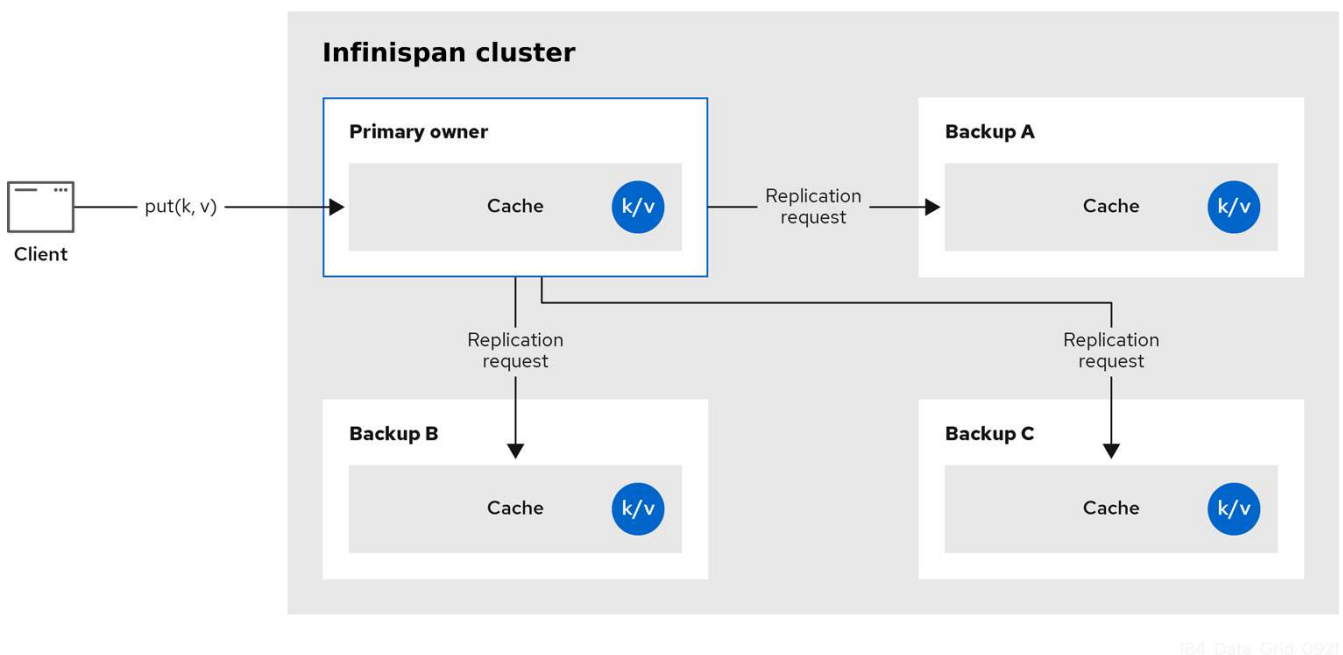 Infinispan cluster
Primary owner
Cache
k/v
Backup A
Cache
k/v
put(k, v)
Client
Replication
request
Replication
request
Replication
request
Backup B
Cache
k/v
Backup C
Cache
k/v
184_Data_Grid_0921